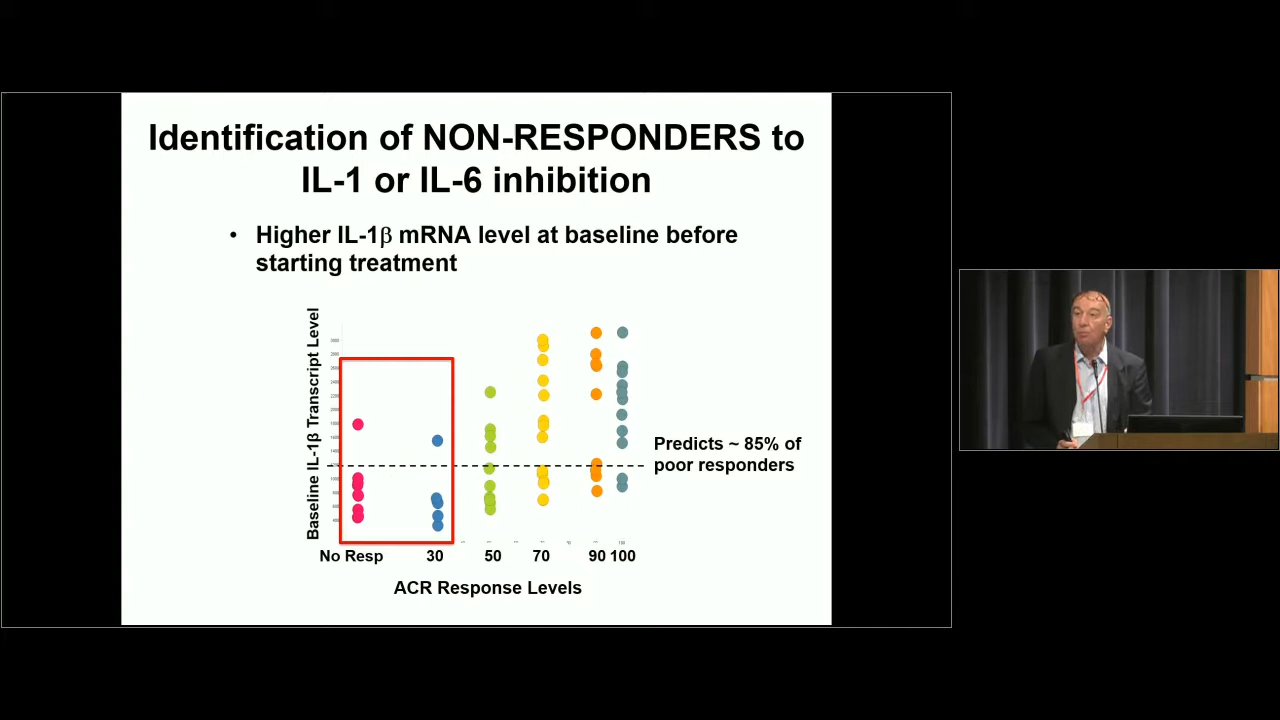 Identification of NON-RESPONDERS to
IL-1 or IL-6 inhibition
• Higher IL-1β mRNA level at baseline before
starting treatment
Baseline IL-1β Transcript Level
Predicts ~ 85% of
poor responders
No Resp 30 50 70 90 100
ACR Response Levels